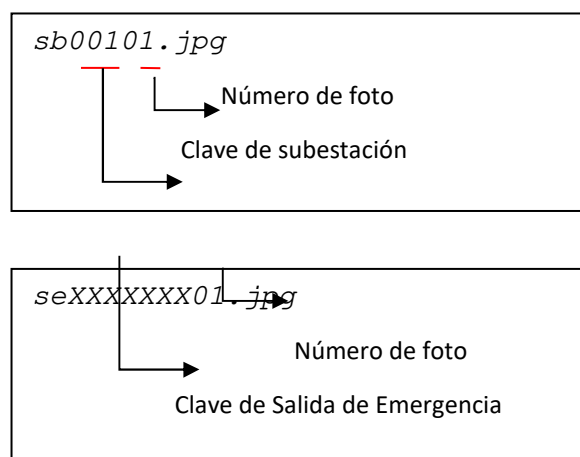 sb00101.jpg
Número de foto
Clave de subestación
seXXXXXXX01.jpg
Número de foto
Clave de Salida de Emergencia